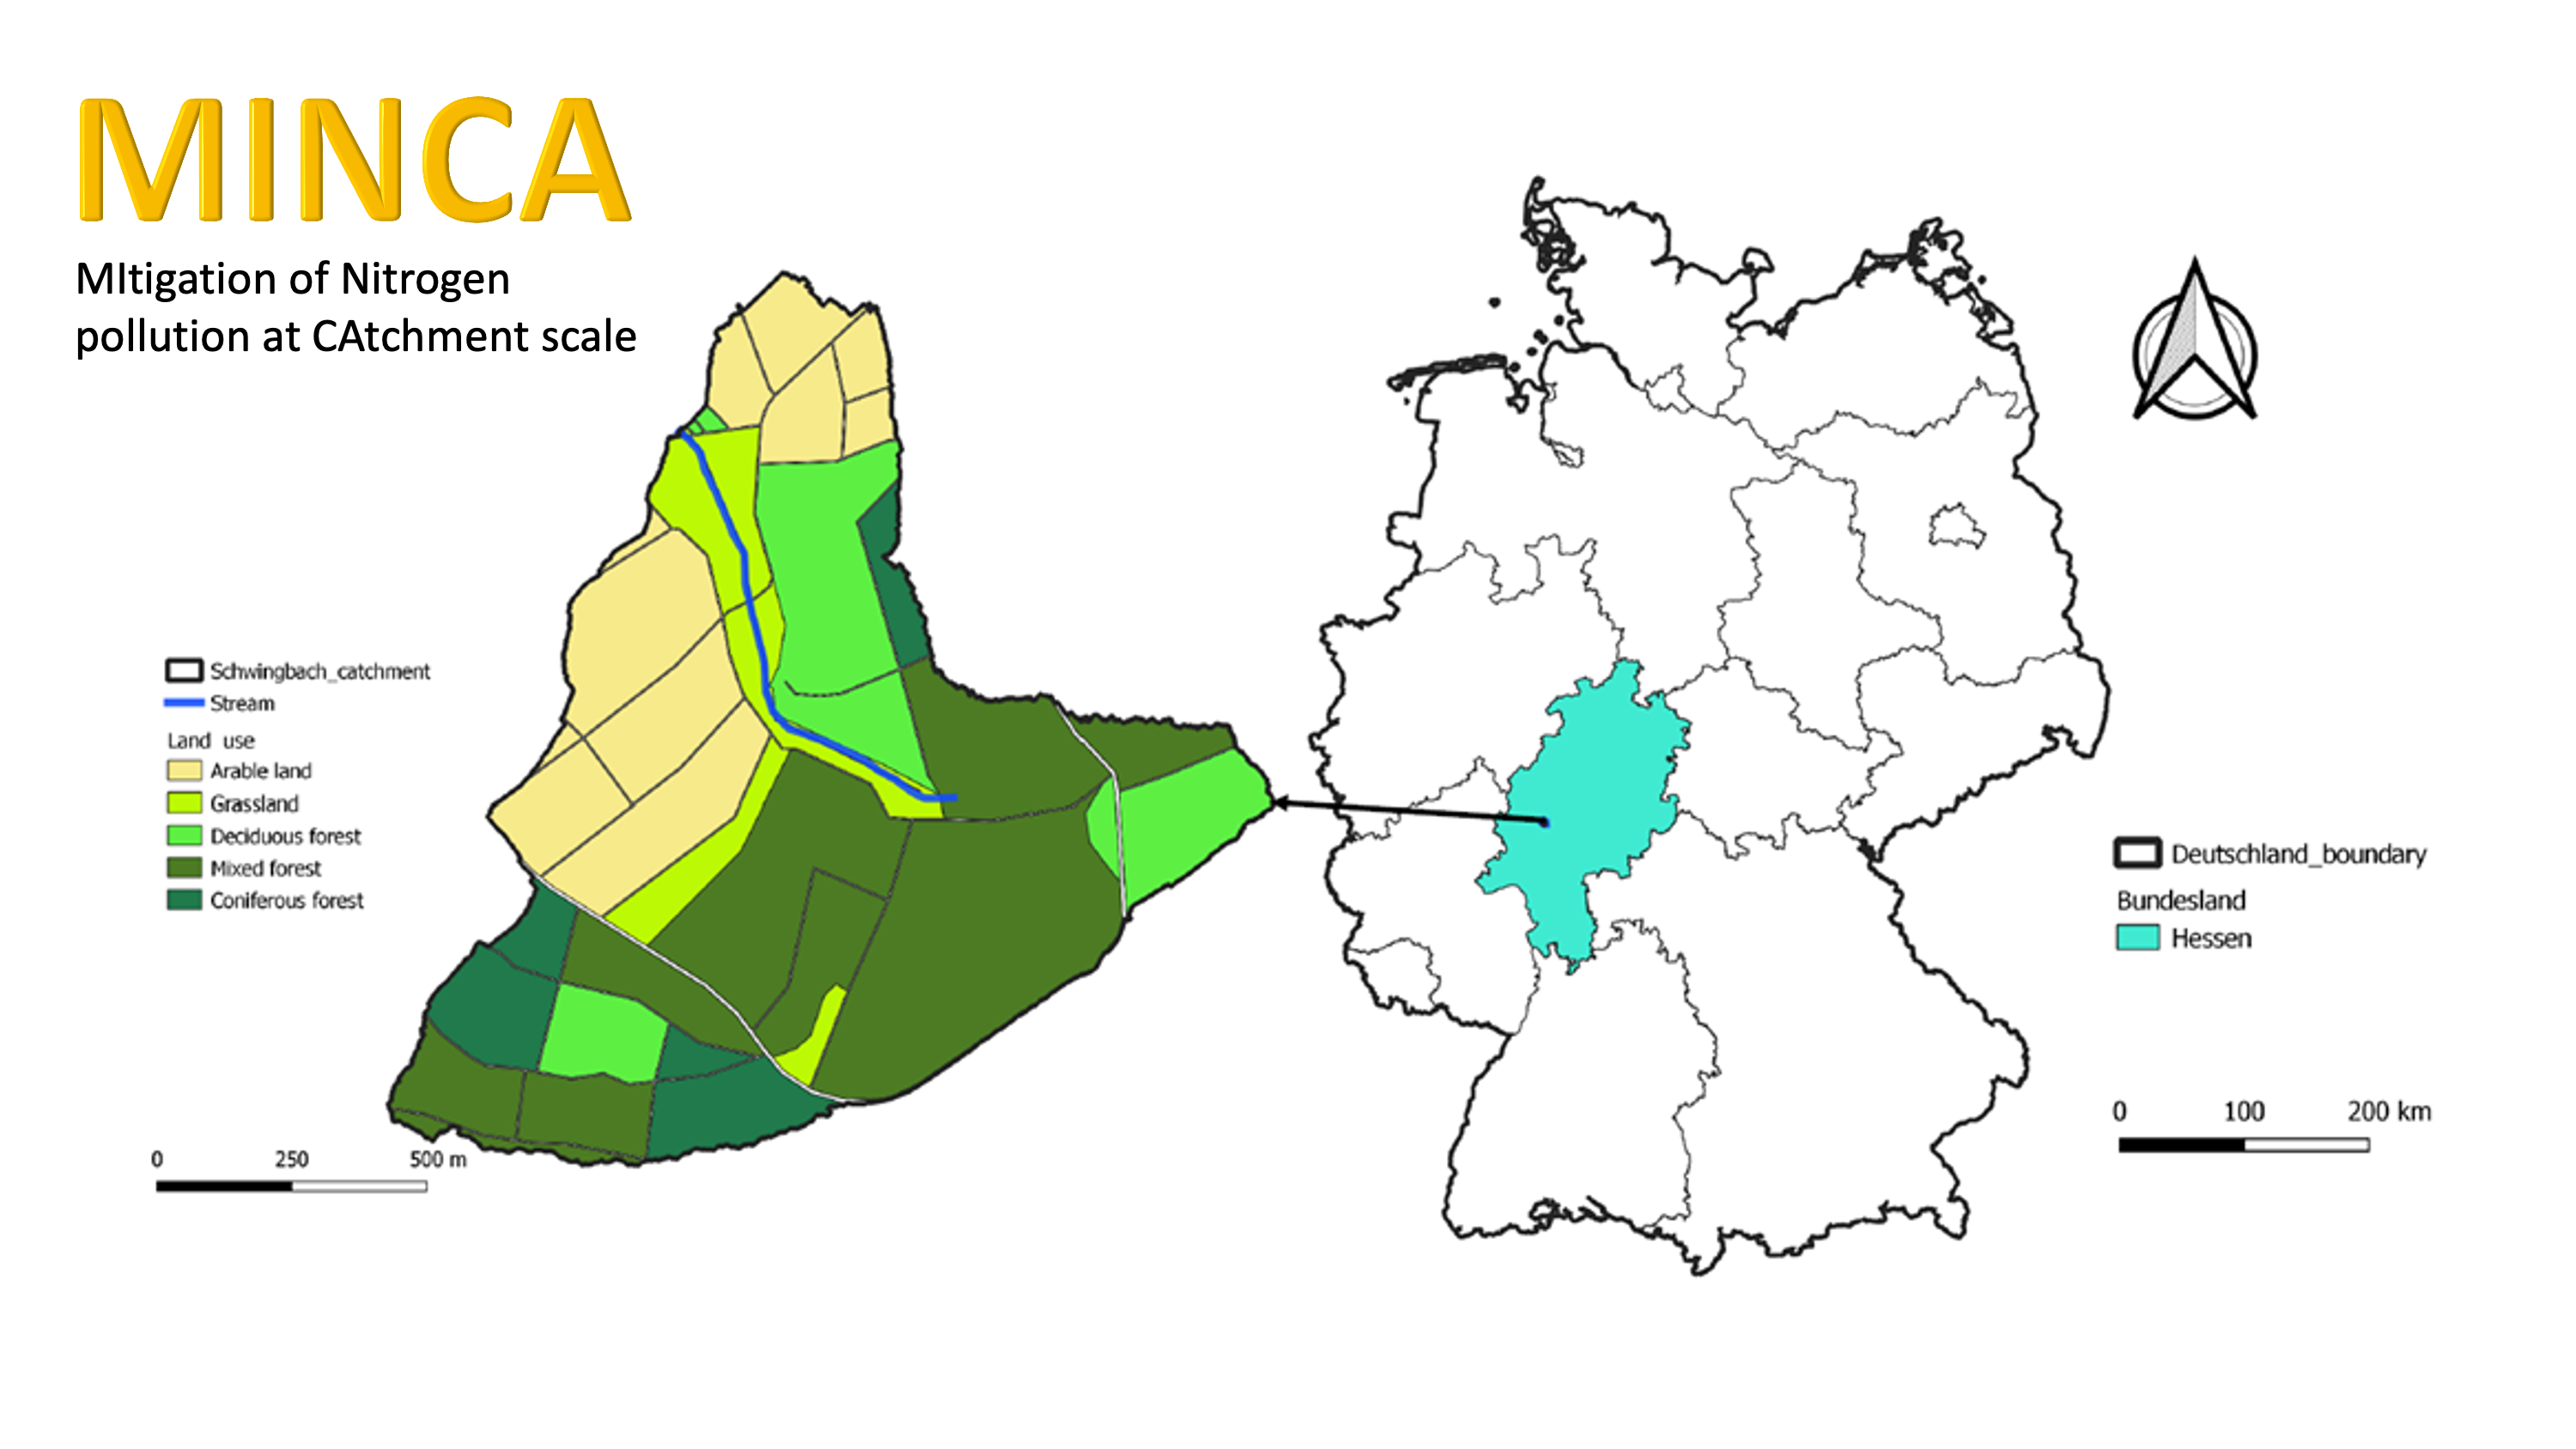 MINCA
MItigation of Nitrogen
pollution at CAtchment scale
Schwingbach_catchment
Stream
Land use
Arable land
Grassland
Deciduous forest
Mixed forest
Coniferous forest
0 250 500 m
Deutschland_boundary
Bundesland
Hessen
0 100 200 km